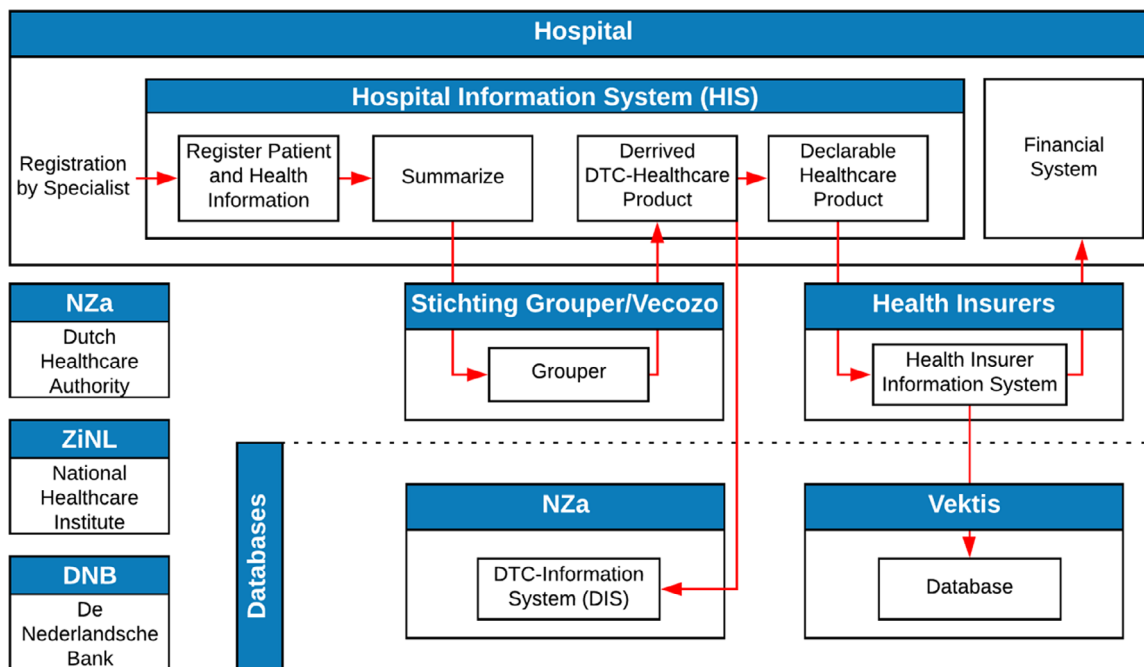 Hospital
Hospital Information System (HIS)
Registration
by Specialist
Register Patient
and Health
Information
Summarize
Derrived
DTC-Healthcare
Product
Declarable
Healthcare
Product
Financial
System
NZa
Dutch
Healthcare
Authority
Stichting Grouper/Vecozo
Grouper
Health Insurers
Health Insurer
Information System
ZiNL
National
Healthcare
Institute
DNB
De
Nederlandsche
Bank
Databases
NZa
DTC-Information
System (DIS)
Vektis
Database